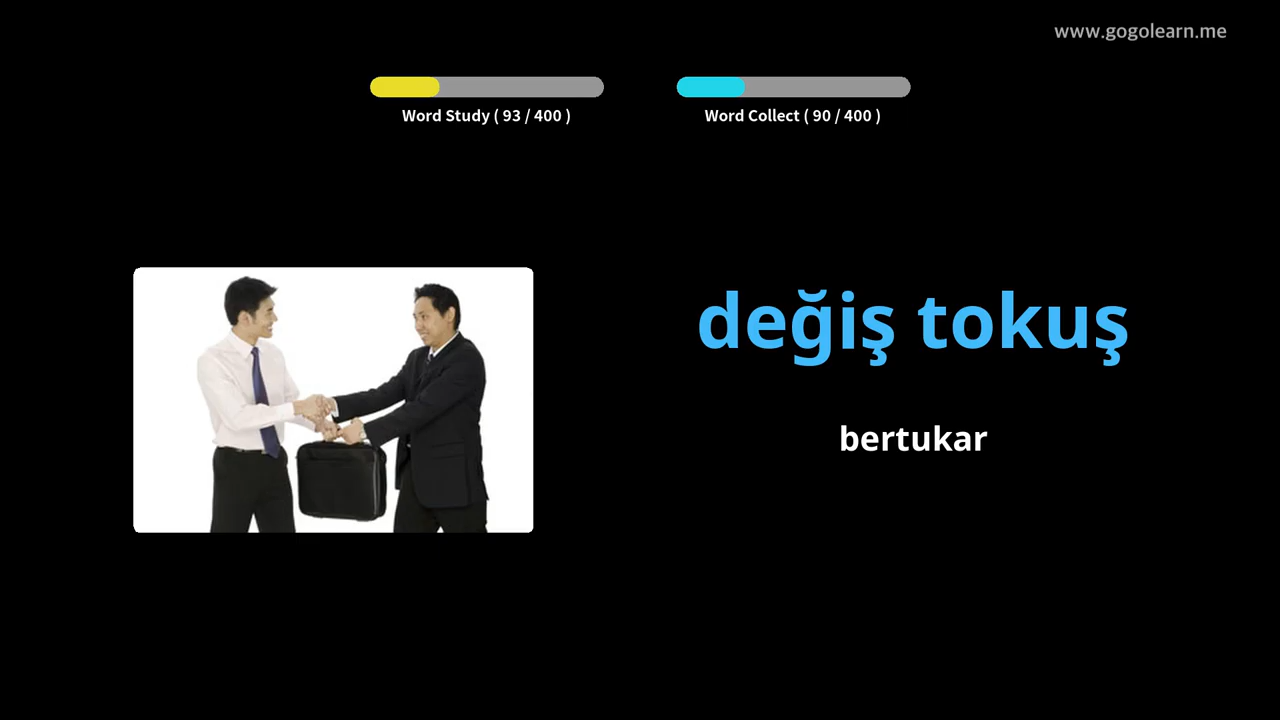 www.gogolearn.me
Word Study ( 93 / 400 )
Word Collect ( 90 / 400 )
değiş tokuş
bertukar